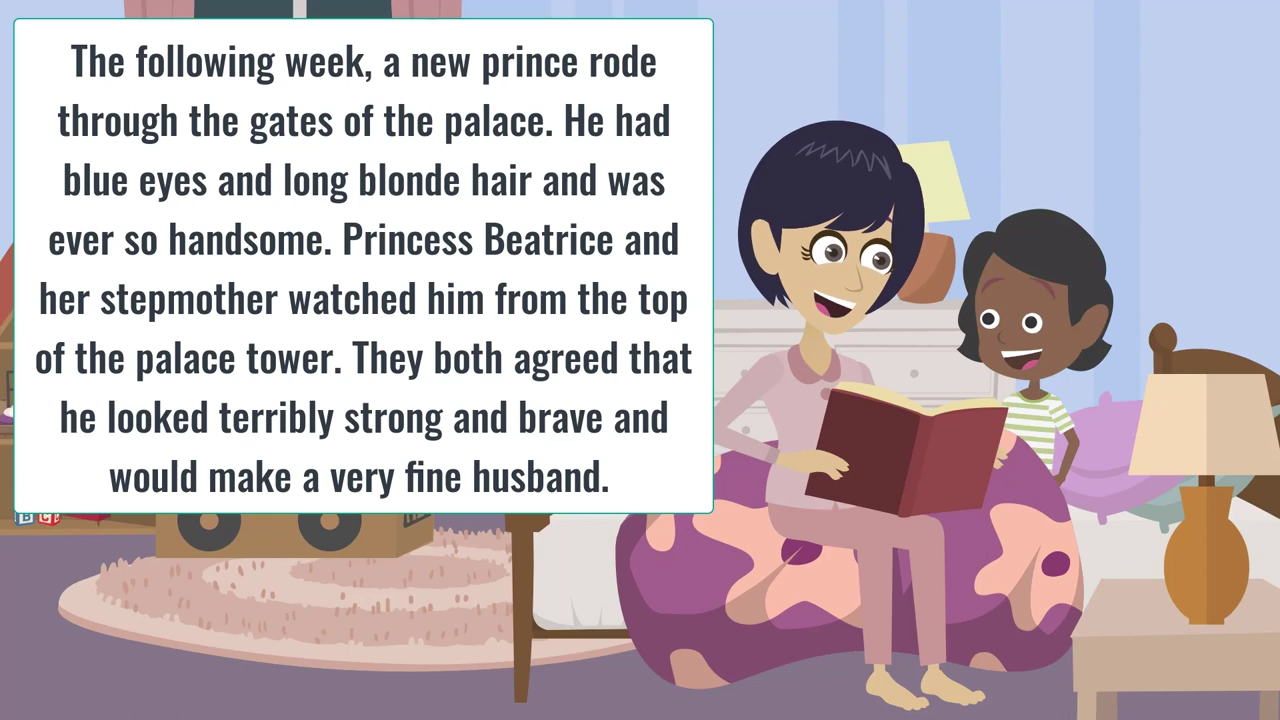 The following week, a new prince rode
through the gates of the palace. He had
blue eyes and long blonde hair and was
ever so handsome. Princess Beatrice and
her stepmother watched him from the top
of the palace tower. They both agreed that
he looked terribly strong and brave and
would make a very fine husband.